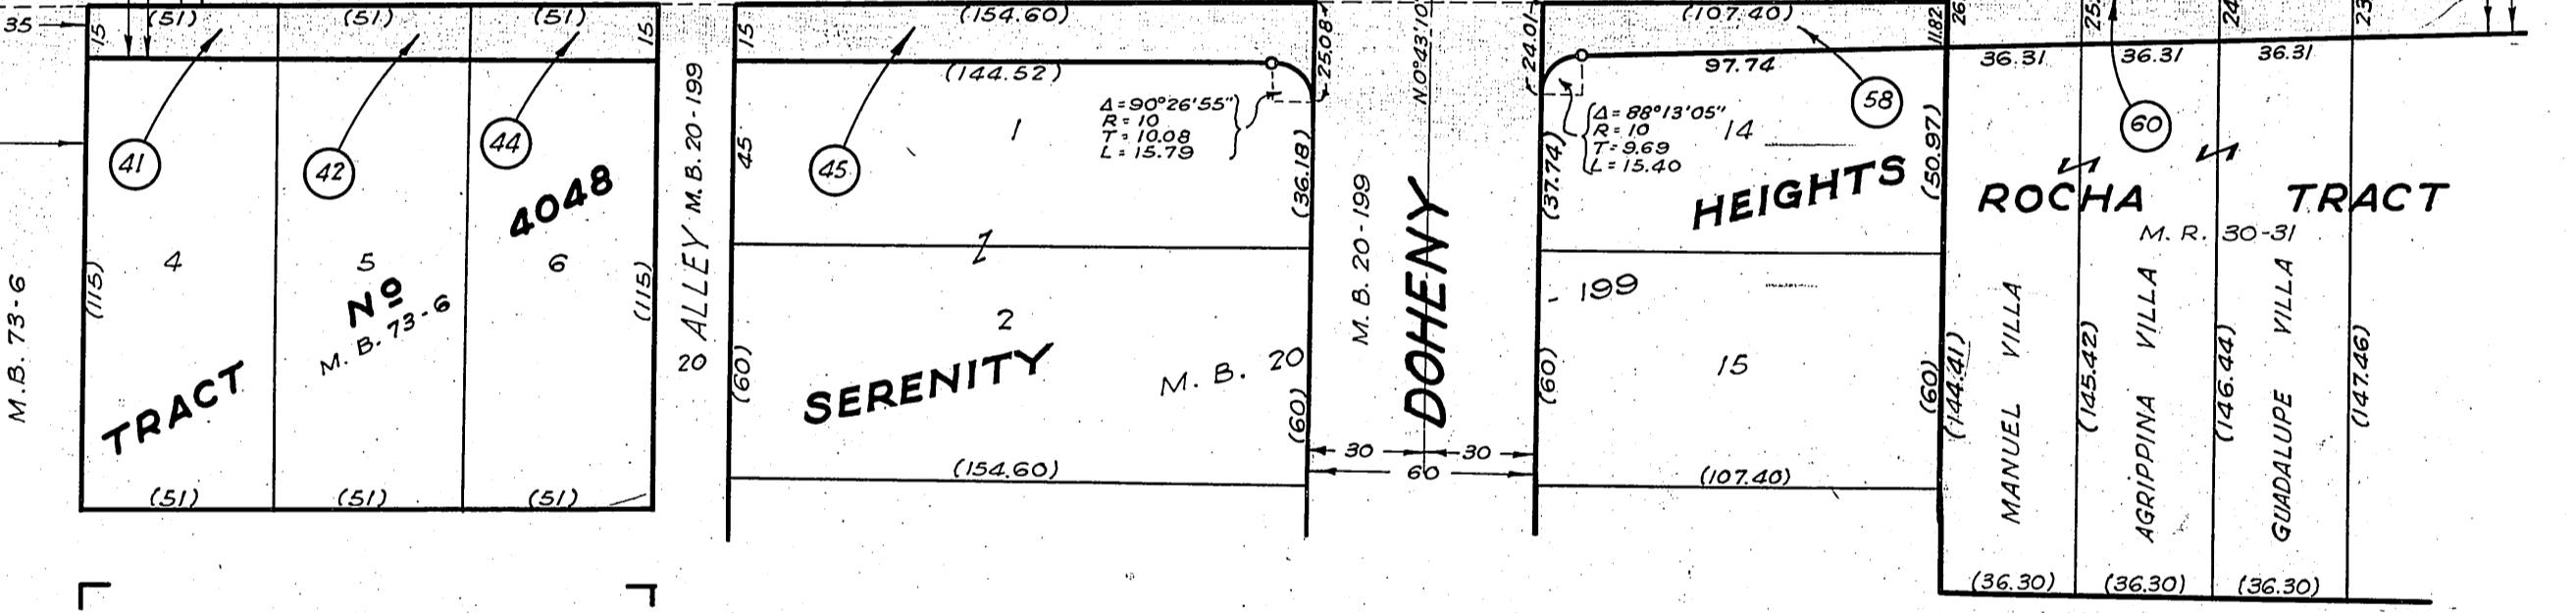 35
15
(51)
(51)
(51)
15
41
42
44
4
5
6
(115)
(115)
TRACT
Nº
4048
M.B. 73-6
M.B. 73-6
(51)
(51)
(51)
ALLEY M.B. 20-199
20
15
(154.60)
25.08
(144.52)
Δ=90°26'55"
R=10
T=10.08
L=15.79
45
45
1
(36.18)
2
(60)
SERENITY
M. B. 20
(60)
(154.60)
N.0°43'10
M. B. 20-199
DOHENY
30
30
60
24.01
(107.40)
11.82
97.74
Δ=88°13'05"
R=10
T=9.69
L=15.40
58
14
(37.74)
(50.97)
HEIGHTS
- 199
15
(60)
(60)
(107.40)
26
25.
24
23
36.31
36.31
36.31
60
ROCHA TRACT
M. R. 30-31
(144.41)
MANUEL VILLA
(145.42)
AGRIPPINA VILLA
(146.44)
GUADALUPE VILLA
(147.46)
(36.30)
(36.30)
(36.30)